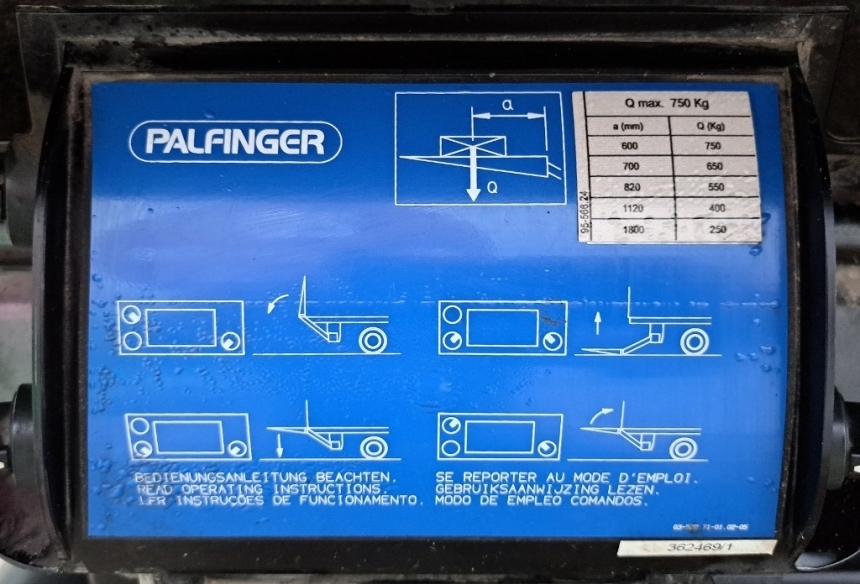 PALFINGER
a
Q
Q max. 750 Kg
a (mm) Q (Kg)
600 750
700 650
820 550
1120 400
1800 250
95-566.24
BEDIENUNGSANLEITUNG BEACHTEN.
READ OPERATING INSTRUCTIONS.
LER INSTRUÇOES DE FUNCIONAMENTO.
SE REPORTER AU MODE D'EMPLOI.
GEBRUIKSAANWIJZING LEZEN.
MODO DE EMPLEO COMANDOS.
362469/1